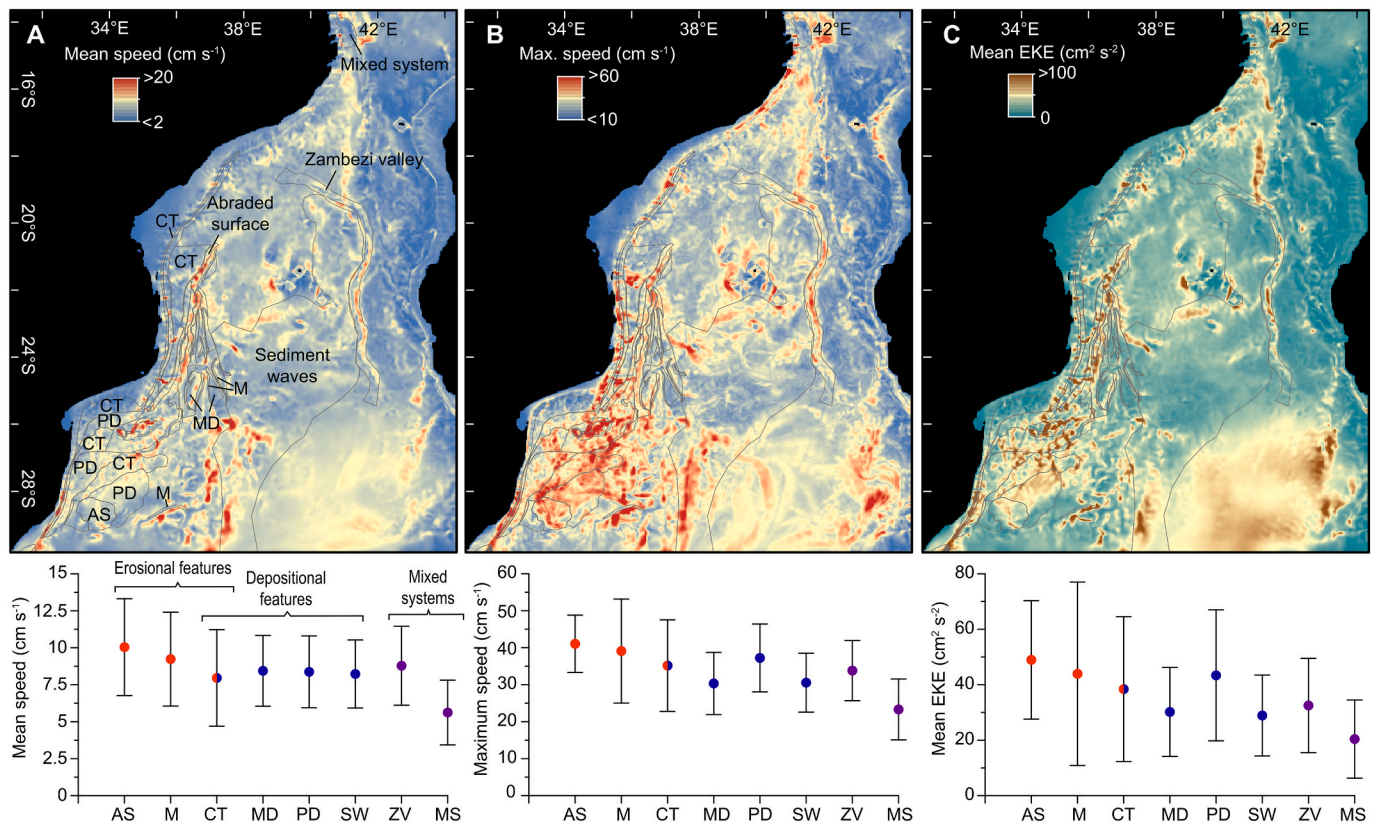 A
34°E
38°E
42°E
Mean speed (cm s⁻¹)
>20
<2
Mixed system
16°S
20°S
24°S
28°S
Zambezi valley
Abraded
surface
CT
CT
Sediment
waves
M
MD
CT
PD
CT
PD
CT
PD
M
AS
B
34°E
38°E
42°E
Max. speed (cm s⁻¹)
>60
<10
C
34°E
38°E
42°E
Mean EKE (cm² s⁻²)
>100
0
Mean speed (cm s⁻¹)
15
12.5
10
7.5
5
2.5
0
Erosional features
Depositional
features
Mixed
systems
AS M CT MD PD SW ZV MS
Maximum speed (cm s⁻¹)
60
50
40
30
20
10
0
AS M CT MD PD SW ZV MS
Mean EKE (cm² s⁻²)
80
60
40
20
0
AS M CT MD PD SW ZV MS